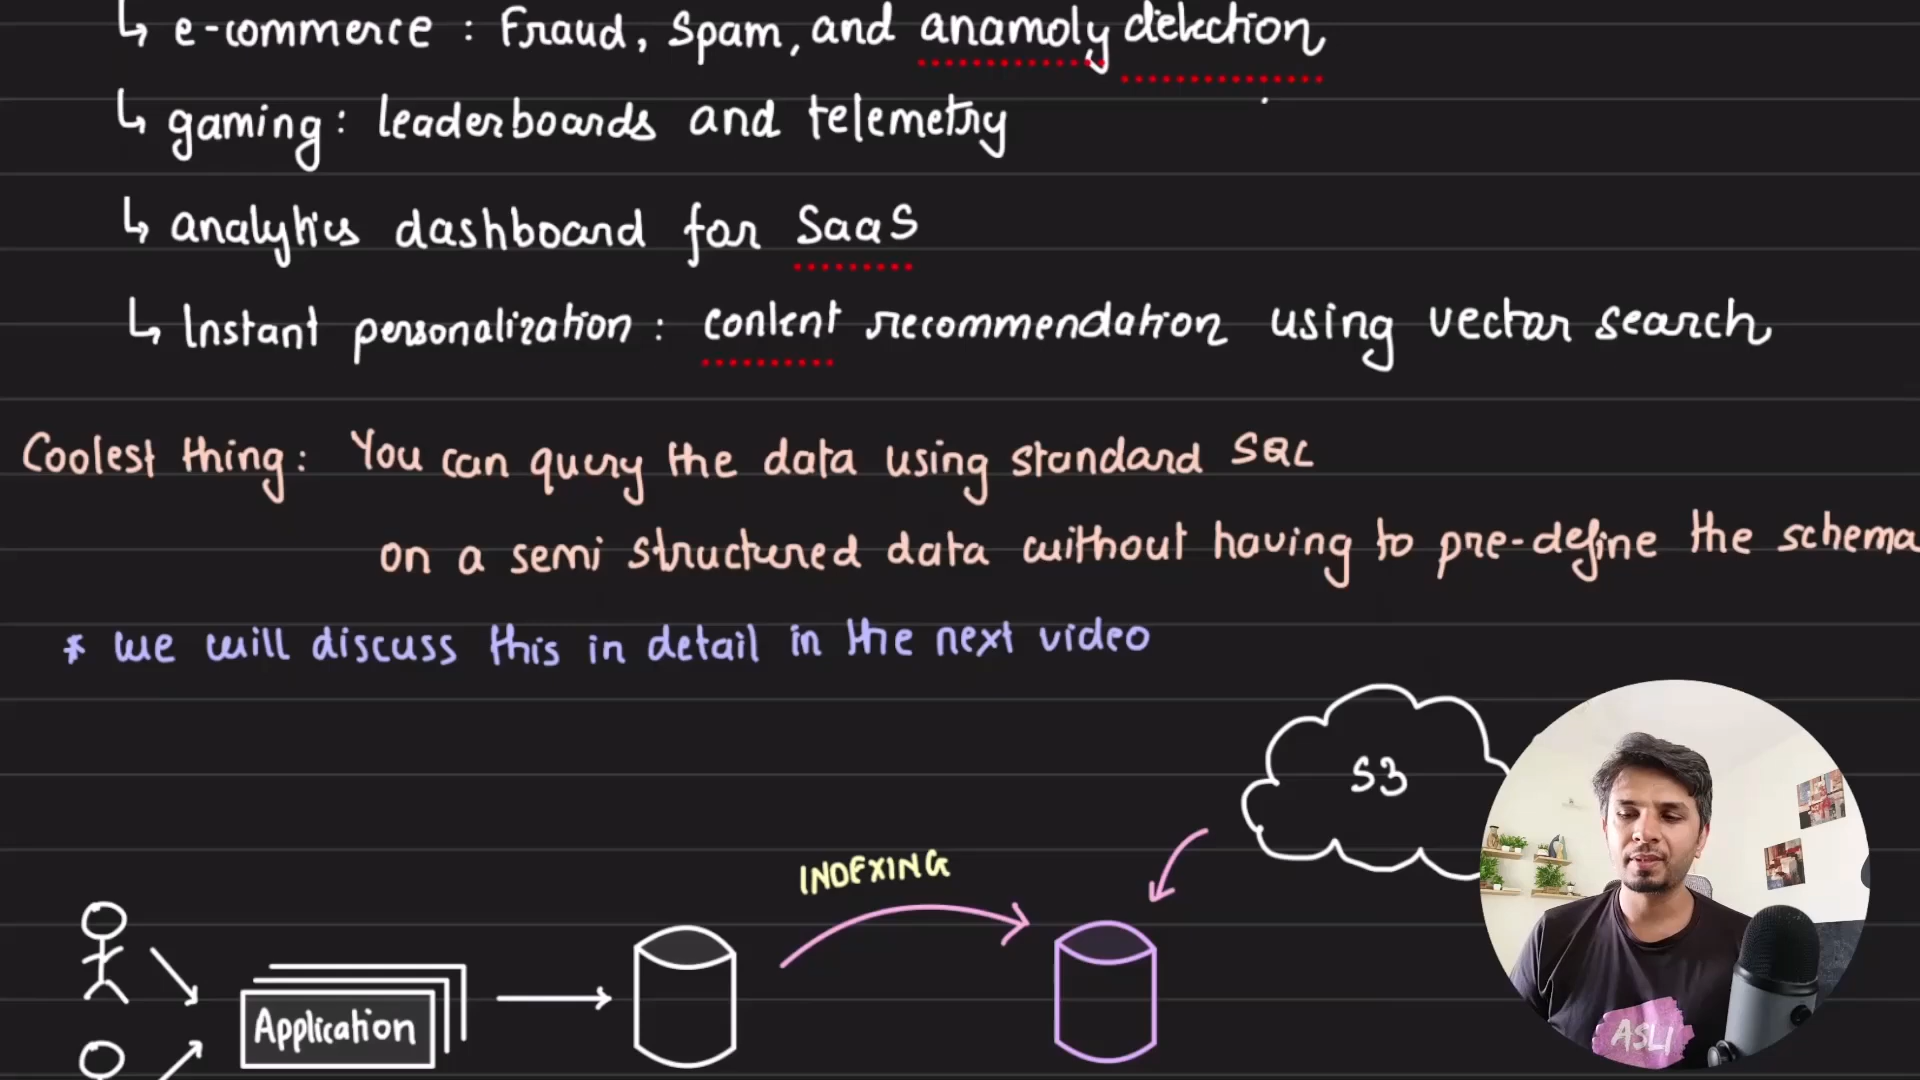 ↳ e-commerce : Fraud, Spam, and anamoly detection
↳ gaming: leaderboards and telemetry
↳ analytics dashboard for SaaS
↳ Instant personalization: content recommendation using vector search
Coolest thing: You can query the data using standard SQL
on a semi structured data without having to pre-define the schema
* we will discuss this in detail in the next video
S3
INDEXING
Application
ASLI